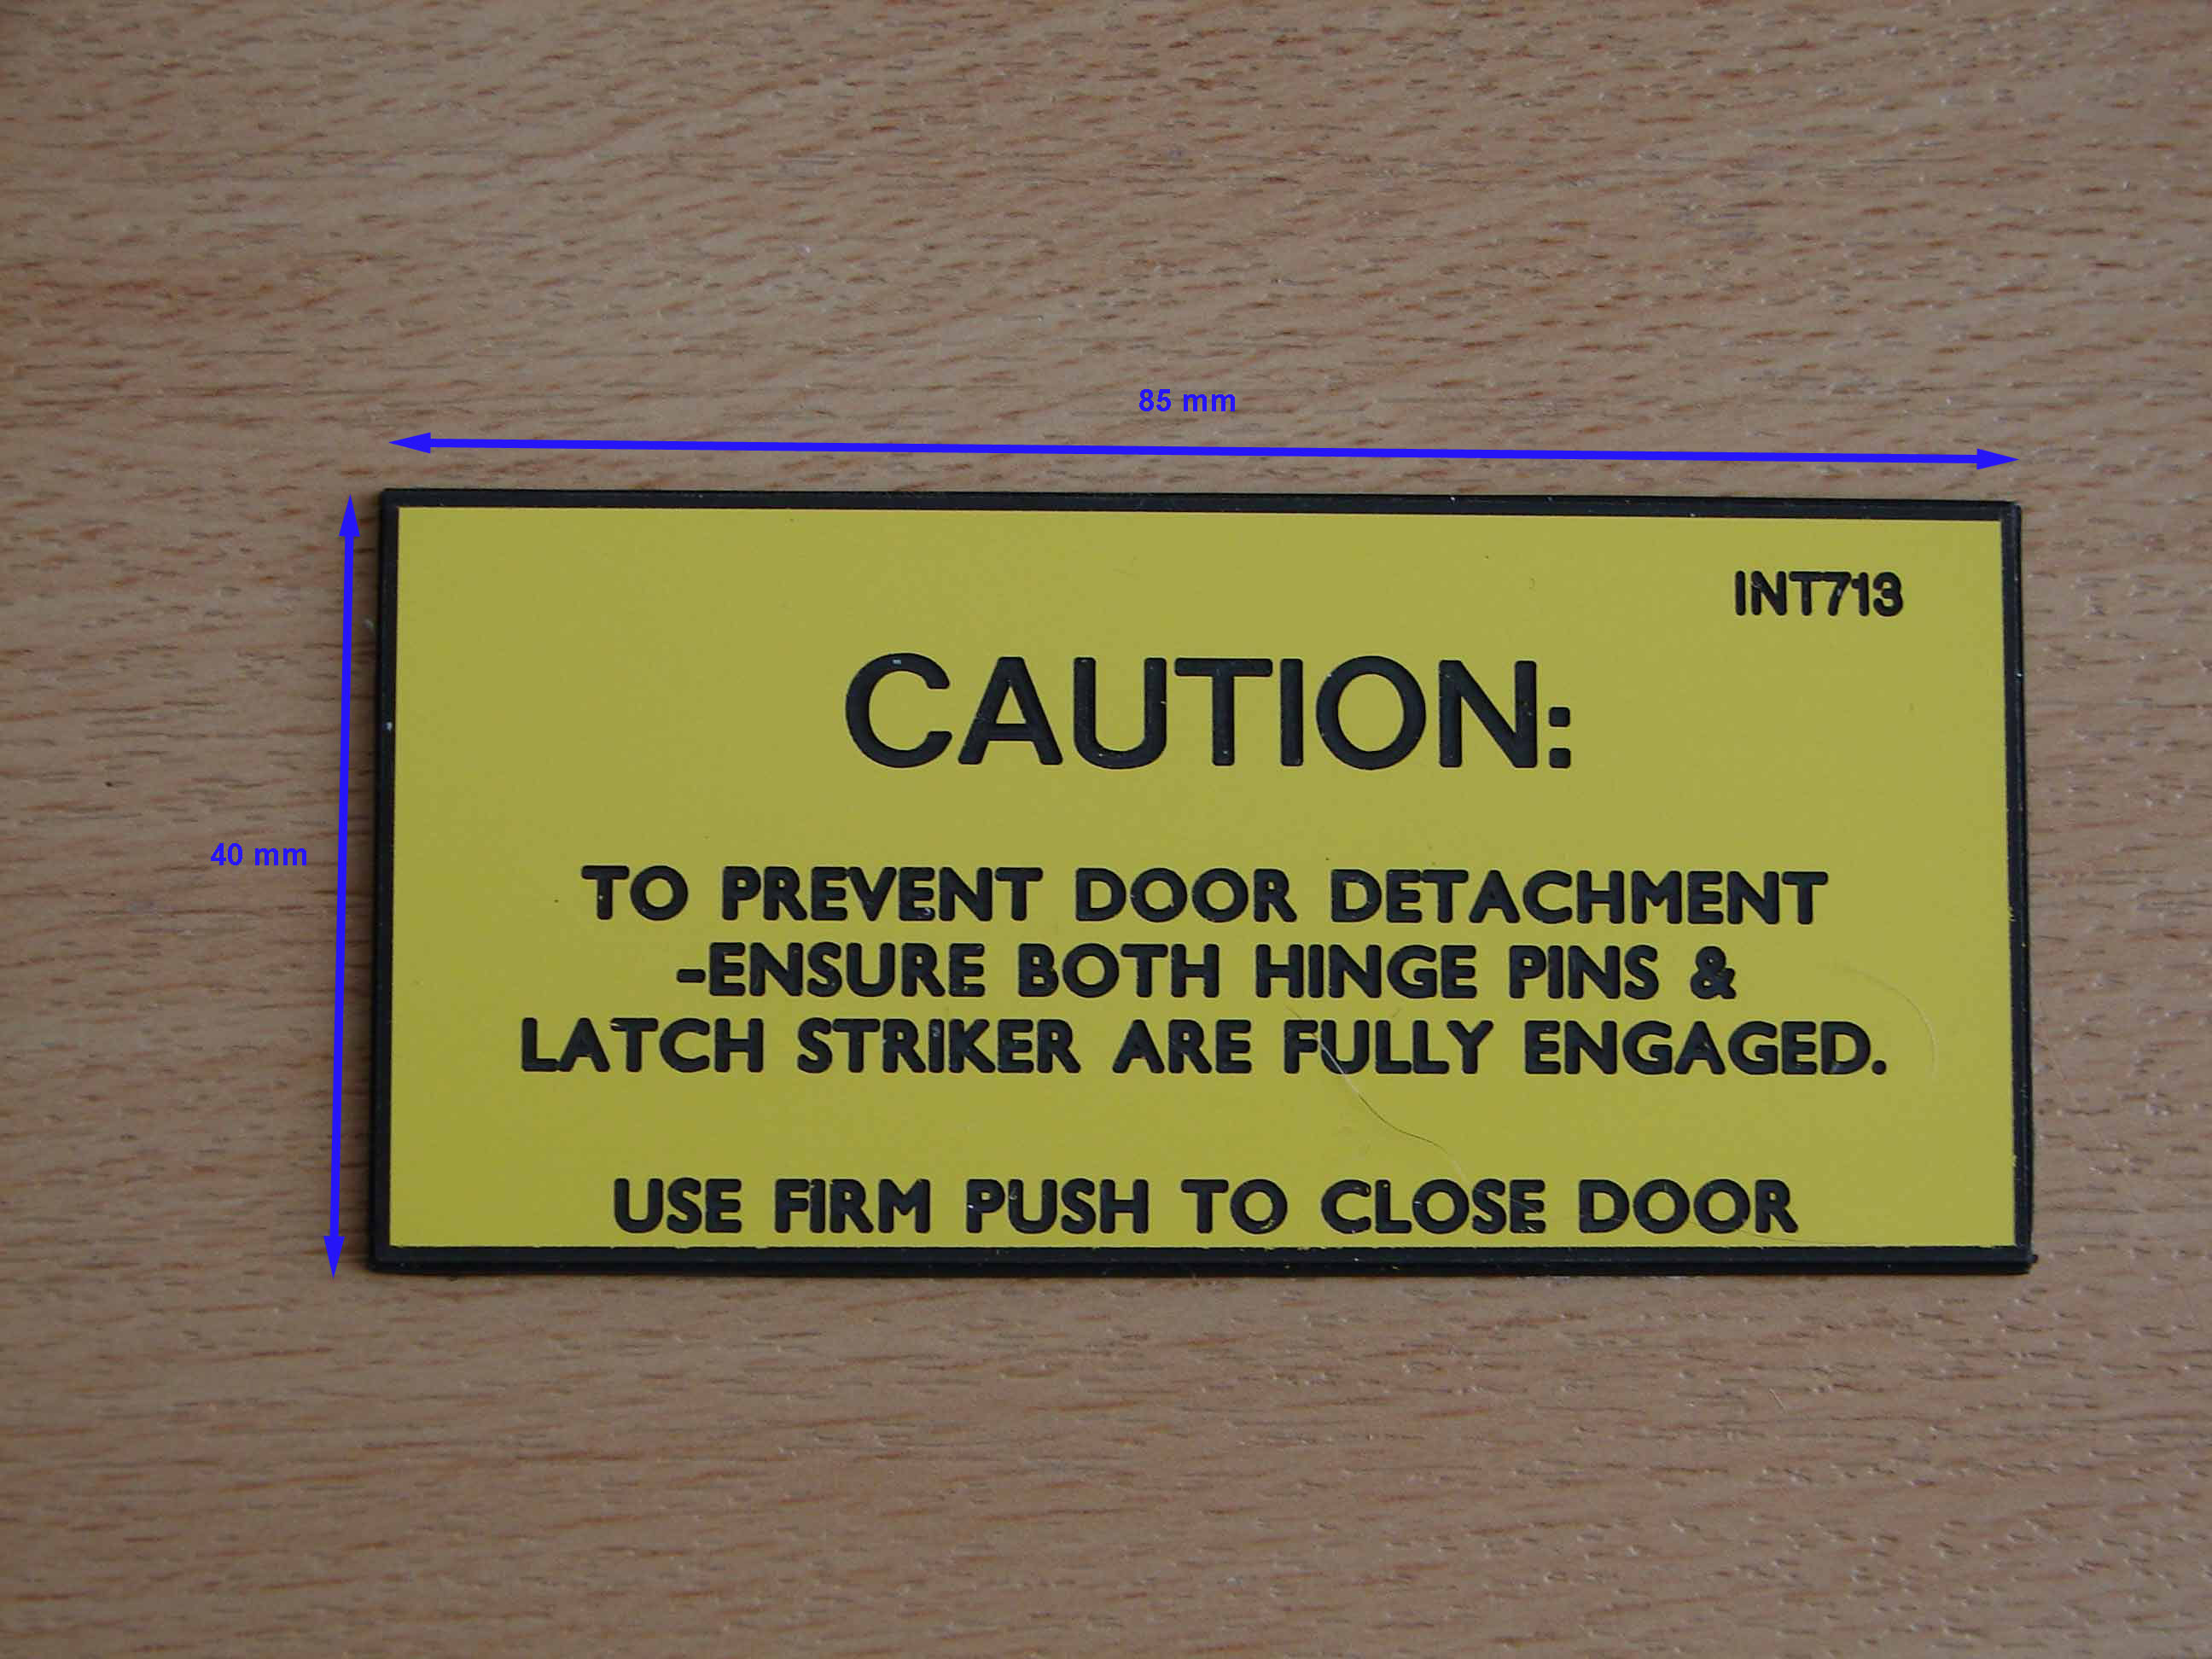 85 mm
INT713
CAUTION:
40 mm
TO PREVENT DOOR DETACHMENT
-ENSURE BOTH HINGE PINS &
LATCH STRIKER ARE FULLY ENGAGED.
USE FIRM PUSH TO CLOSE DOOR